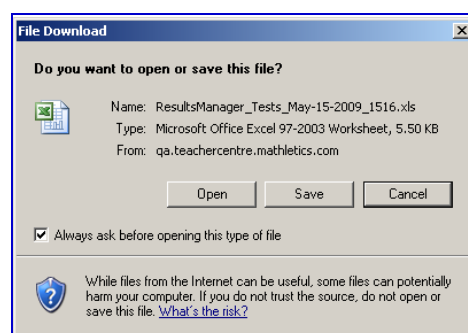 File Download
Do you want to open or save this file?
Name: ResultsManager_Tests_May-15-2009_1516.xls
Type: Microsoft Office Excel 97-2003 Worksheet, 5.50 KB
From: qa.teachercentre.mathletics.com
Open Save Cancel
Always ask before opening this type of file
While files from the Internet can be useful, some files can potentially
harm your computer. If you do not trust the source, do not open or
save this file. What's the risk?